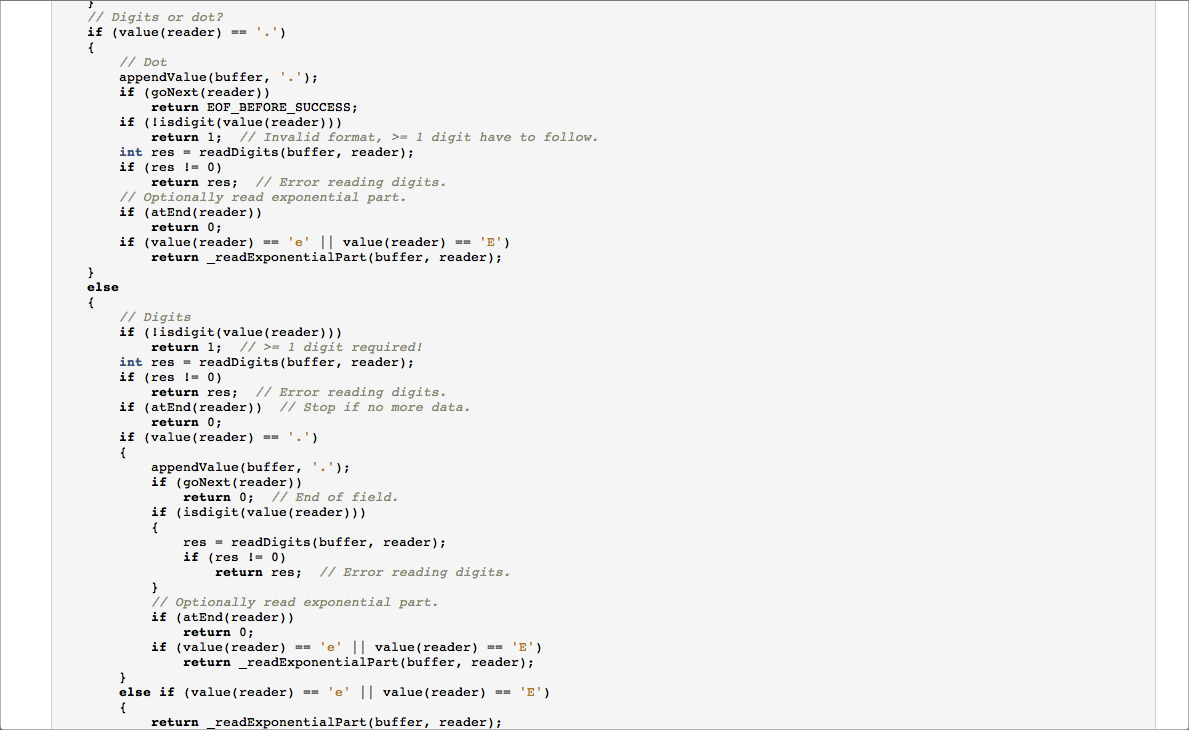 }
// Digits or dot?
if (value(reader) == '.')
{
// Dot
appendValue(buffer, '.');
if (goNext(reader))
return EOF_BEFORE_SUCCESS;
if (!isdigit(value(reader)))
return 1;  // Invalid format, >= 1 digit have to follow.
int res = readDigits(buffer, reader);
if (res != 0)
return res;  // Error reading digits.
// Optionally read exponential part.
if (atEnd(reader))
return 0;
if (value(reader) == 'e' || value(reader) == 'E')
return _readExponentialPart(buffer, reader);
}
else
{
// Digits
if (!isdigit(value(reader)))
return 1;  // >= 1 digit required!
int res = readDigits(buffer, reader);
if (res != 0)
return res;  // Error reading digits.
if (atEnd(reader))  // Stop if no more data.
return 0;
if (value(reader) == '.')
{
appendValue(buffer, '.');
if (goNext(reader))
return 0;  // End of field.
if (isdigit(value(reader)))
{
res = readDigits(buffer, reader);
if (res != 0)
return res;  // Error reading digits.
}
// Optionally read exponential part.
if (atEnd(reader))
return 0;
if (value(reader) == 'e' || value(reader) == 'E')
return _readExponentialPart(buffer, reader);
}
else if (value(reader) == 'e' || value(reader) == 'E')
{
return _readExponentialPart(buffer, reader);